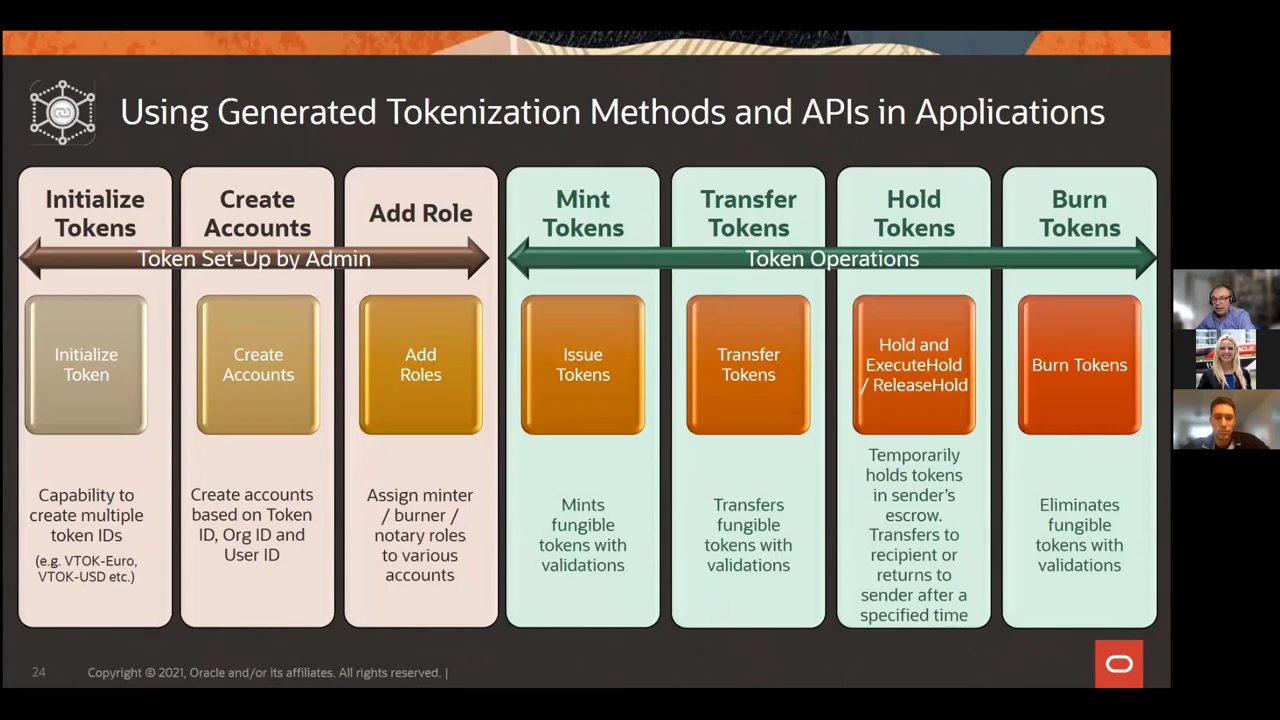 Using Generated Tokenization Methods and APIs in Applications
Initialize
Tokens
Create
Accounts
Add Role
Mint
Tokens
Transfer
Tokens
Hold
Tokens
Burn
Tokens
Token Set-Up by Admin
Token Operations
Initialize
Token
Create
Accounts
Add
Roles
Issue
Tokens
Transfer
Tokens
Hold and
ExecuteHold
/ ReleaseHold
Burn Tokens
Capability to
create multiple
token IDs
(e.g. VTOK-Euro,
VTOK-USD etc.)
Create accounts
based on Token
ID, Org ID and
User ID
Assign minter
/ burner /
notary roles
to various
accounts
Mints
fungible
tokens with
validations
Transfers
fungible
tokens with
validations
Temporarily
holds tokens
in sender's
escrow.
Transfers to
recipient or
returns to
sender after a
specified time
Eliminates
fungible
tokens with
validations
24
Copyright © 2021, Oracle and/or its affiliates. All rights reserved. |